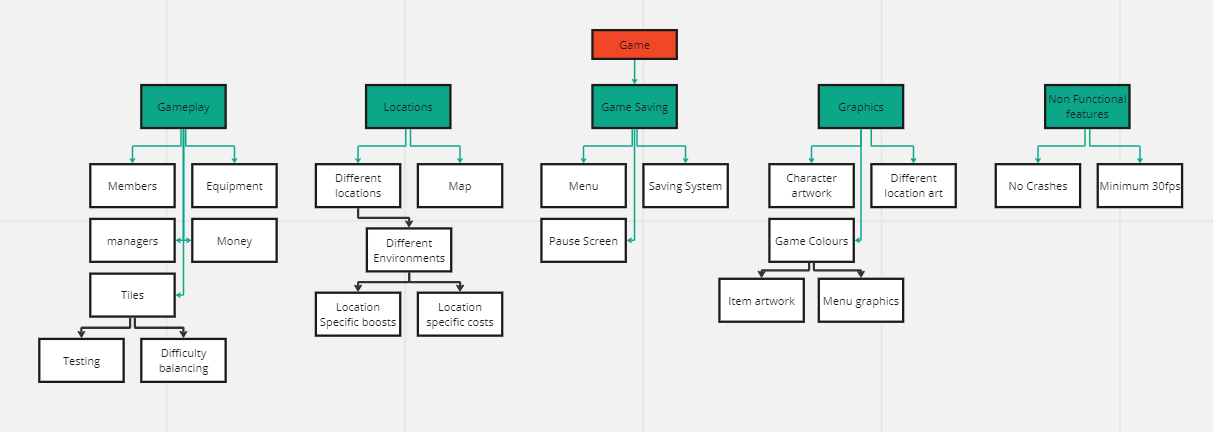 Game
Gameplay
Locations
Game Saving
Graphics
Non Functional
features
Members
Equipment
Different
locations
Map
Menu
Saving System
Character
artwork
Different
location art
No Crashes
Minimum 30fps
managers
Money
Different
Environments
Pause Screen
Game Colours
Tiles
Location
Specific boosts
Location
specific costs
Item artwork
Menu graphics
Testing
Difficulty
balancing